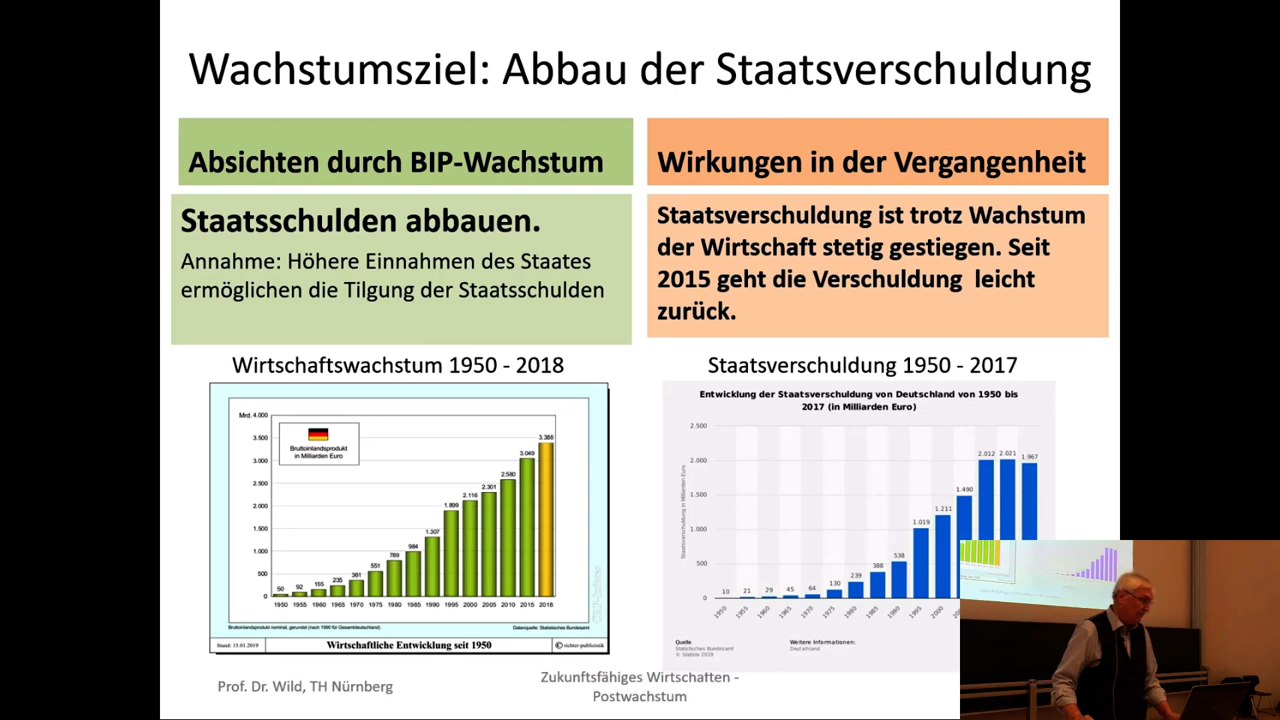 Wachstumsziel: Abbau der Staatsverschuldung
Absichten durch BIP-Wachstum
Wirkungen in der Vergangenheit
Staatsschulden abbauen.
Annahme: Höhere Einnahmen des Staates
ermöglichen die Tilgung der Staatsschulden
Staatsverschuldung ist trotz Wachstum
der Wirtschaft stetig gestiegen. Seit
2015 geht die Verschuldung leicht
zurück.
Wirtschaftswachstum 1950 - 2018
Mrd. 4.000
3.500
3.000
2.500
2.000
1.500
1.000
500
0
Bruttoinlandsprodukt
in Milliarden Euro
50 92 155 235 361 551 789 984 1.307 1.899 2.116 2.301 2.580 3.049 3.388
1950 1955 1960 1965 1970 1975 1980 1985 1990 1995 2000 2005 2010 2015 2018
Bruttoinlandsprodukt nominal, gerundet (nach 1990 für Gesamtdeutschland)
Datenquelle: Statistisches Bundesamt
Stand: 15.01.2019
Wirtschaftliche Entwicklung seit 1950
© richter-publizistik
Staatsverschuldung 1950 - 2017
Entwicklung der Staatsverschuldung von Deutschland von 1950 bis
2017 (in Milliarden Euro)
Staatsverschuldung in Milliarden Euro
2.500
2.000
1.500
1.000
500
0
10 21 29 45 64 130 239 388 538 1.019 1.211 1.490 2.012 2.021 1.967
1950 1955 1960 1965 1970 1975 1980 1985 1990 1995 2000
Quelle
Statistisches Bundesamt
© Statista 2019
Weitere Informationen:
Deutschland
Prof. Dr. Wild, TH Nürnberg
Zukunftsfähiges Wirtschaften -
Postwachstum